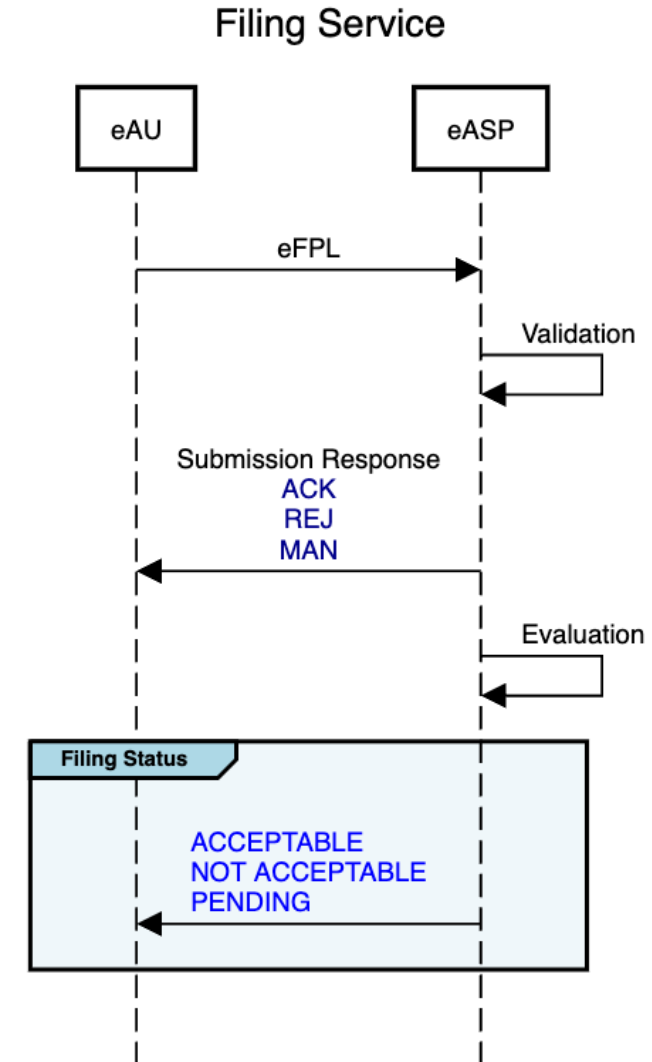 Filing Service
eAU
eASP
eFPL
Validation
Submission Response
ACK
REJ
MAN
Evaluation
Filing Status
ACCEPTABLE
NOT ACCEPTABLE
PENDING